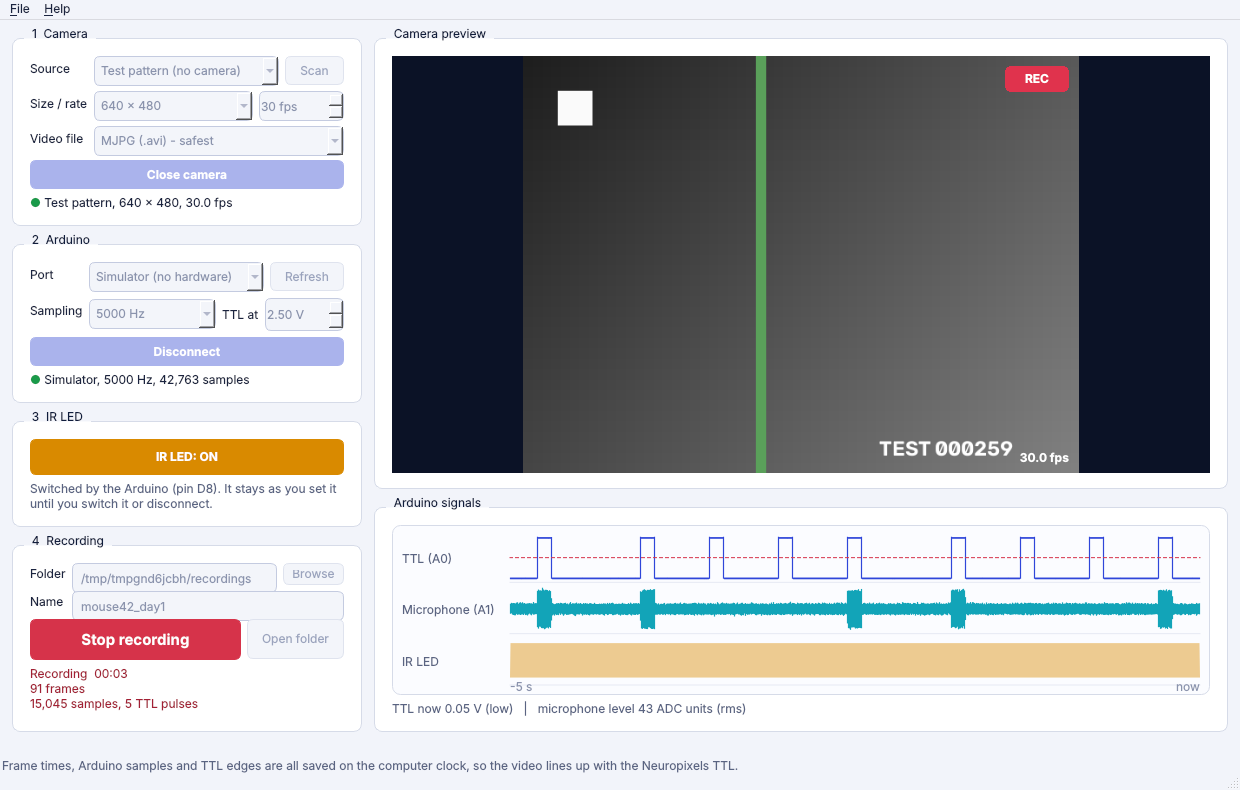 File Help
1 Camera
Source Test pattern (no camera) Scan
Size / rate 640 × 480 30 fps
Video file MJPG (.avi) - safest
Close camera
Test pattern, 640 × 480, 30.0 fps
2 Arduino
Port Simulator (no hardware) Refresh
Sampling 5000 Hz TTL at 2.50 V
Disconnect
Simulator, 5000 Hz, 42,763 samples
3 IR LED
IR LED: ON
Switched by the Arduino (pin D8). It stays as you set it
until you switch it or disconnect.
4 Recording
Folder /tmp/tmpgnd6jcbh/recordings Browse
Name mouse42_day1
Stop recording Open folder
Recording 00:03
91 frames
15,045 samples, 5 TTL pulses
Camera preview
REC
TEST 000259 30.0 fps
Arduino signals
TTL (A0)
Microphone (A1)
IR LED
-5 s now
TTL now 0.05 V (low) | microphone level 43 ADC units (rms)
Frame times, Arduino samples and TTL edges are all saved on the computer clock, so the video lines up with the Neuropixels TTL.